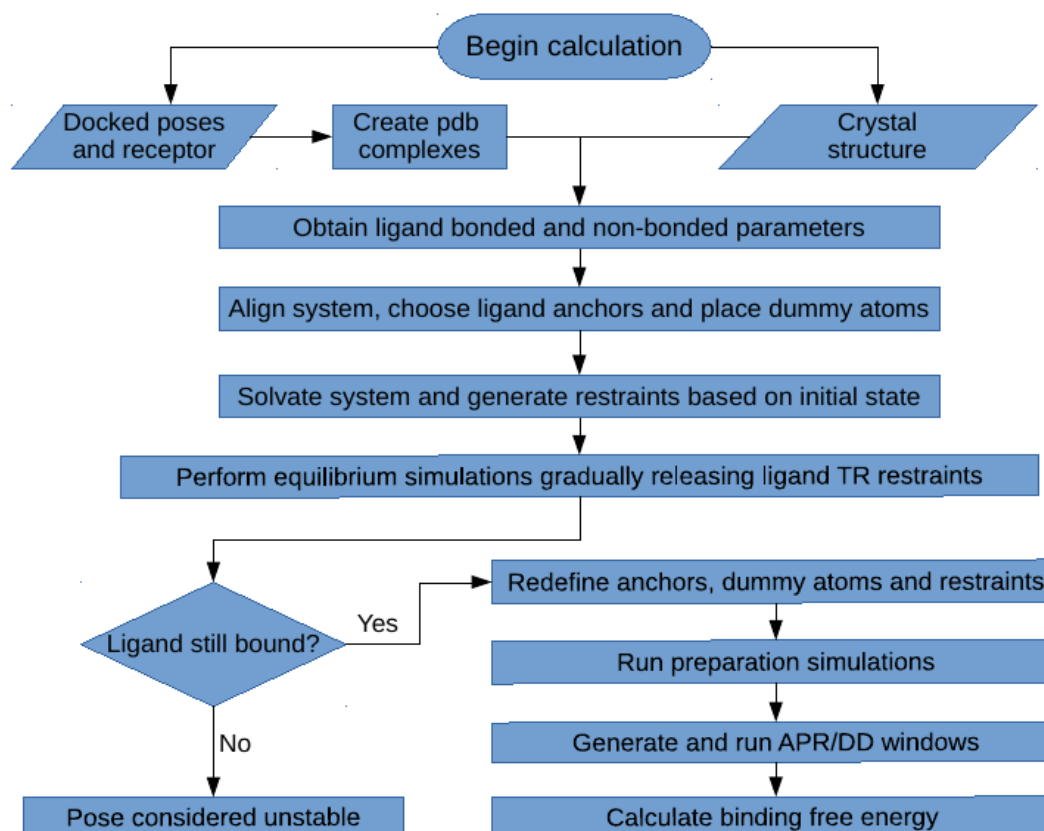 Begin calculation
Docked poses
and receptor
Create pdb
complexes
Crystal
structure
Obtain ligand bonded and non-bonded parameters
Align system, choose ligand anchors and place dummy atoms
Solvate system and generate restraints based on initial state
Perform equilibrium simulations gradually releasing ligand TR restraints
Ligand still bound?
Yes
No
Pose considered unstable
Redefine anchors, dummy atoms and restraints
Run preparation simulations
Generate and run APR/DD windows
Calculate binding free energy